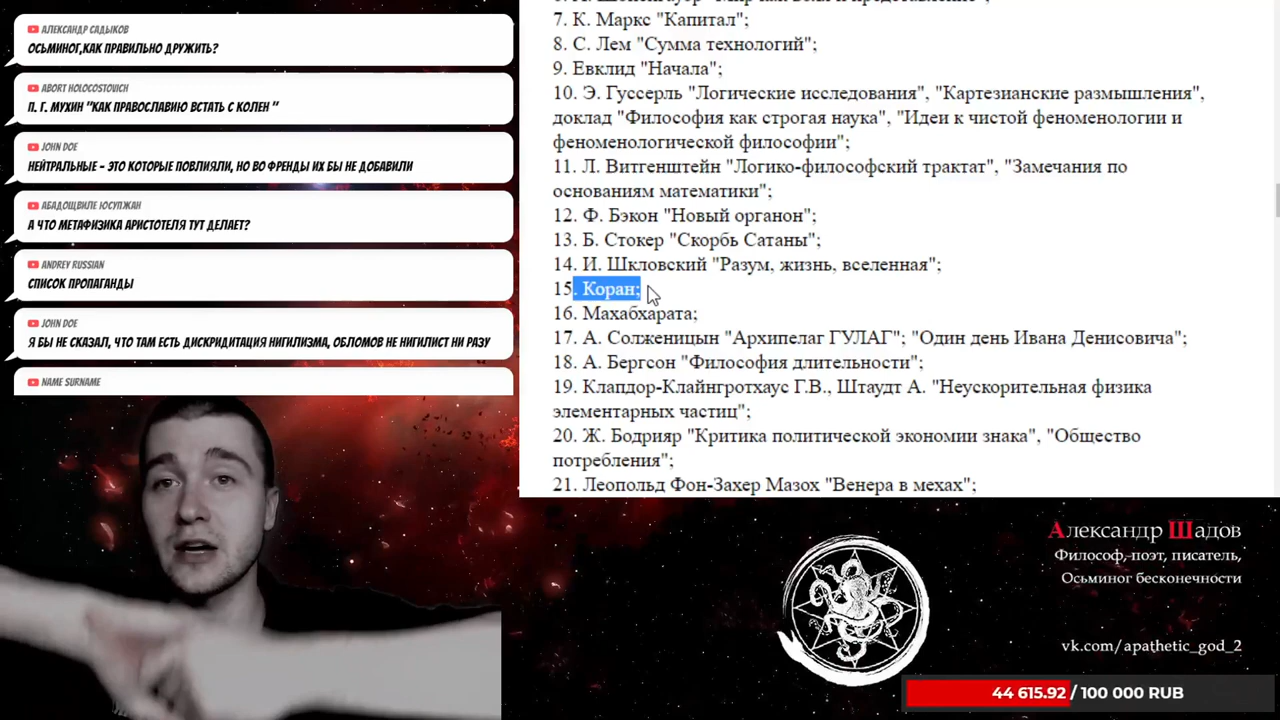 АЛЕКСАНДР САДЫКОВ
ОСЬМИНОГ,КАК ПРАВИЛЬНО ДРУЖИТЬ?
ABORT HOLOCOSTOVICH
П. Г. МУХИН "КАК ПРАВОСЛАВИЮ ВСТАТЬ С КОЛЕН "
JOHN DOE
НЕЙТРАЛЬНЫЕ - ЭТО КОТОРЫЕ ПОВЛИЯЛИ, НО ВО ФРЕНДЫ ИХ БЫ НЕ ДОБАВИЛИ
АБАДОЩВИЛЕ ЮСУПЖАН
А ЧТО МЕТАФИЗИКА АРИСТОТЕЛЯ ТУТ ДЕЛАЕТ?
ANDREY RUSSIAN
СПИСОК ПРОПАГАНДЫ
JOHN DOE
Я БЫ НЕ СКАЗАЛ, ЧТО ТАМ ЕСТЬ ДИСКРИДИТАЦИЯ НИГИЛИЗМА, ОБЛОМОВ НЕ НИГИЛИСТ НИ РАЗУ
NAME SURNAME
7. К. Маркс "Капитал";
8. С. Лем "Сумма технологий";
9. Евклид "Начала";
10. Э. Гуссерль "Логические исследования", "Картезианские размышления",
доклад "Философия как строгая наука", "Идеи к чистой феноменологии и
феноменологической философии";
11. Л. Витгенштейн "Логико-философский трактат", "Замечания по
основаниям математики";
12. Ф. Бэкон "Новый органон";
13. Б. Стокер "Скорбь Сатаны";
14. И. Шкловский "Разум, жизнь, вселенная";
15. Коран;
16. Махабхарата;
17. А. Солженицын "Архипелаг ГУЛАГ"; "Один день Ивана Денисовича";
18. А. Бергсон "Философия длительности";
19. Клапдор-Клайнгротхаус Г.В., Штаудт А. "Неускорительная физика
элементарных частиц";
20. Ж. Бодрияр "Критика политической экономии знака", "Общество
потребления";
21. Леопольд Фон-Захер Мазох "Венера в мехах";
Александр Шадов
Философ, поэт, писатель,
Осьминог бесконечности
vk.com/apathetic_god_2
44 615.92 / 100 000 RUB